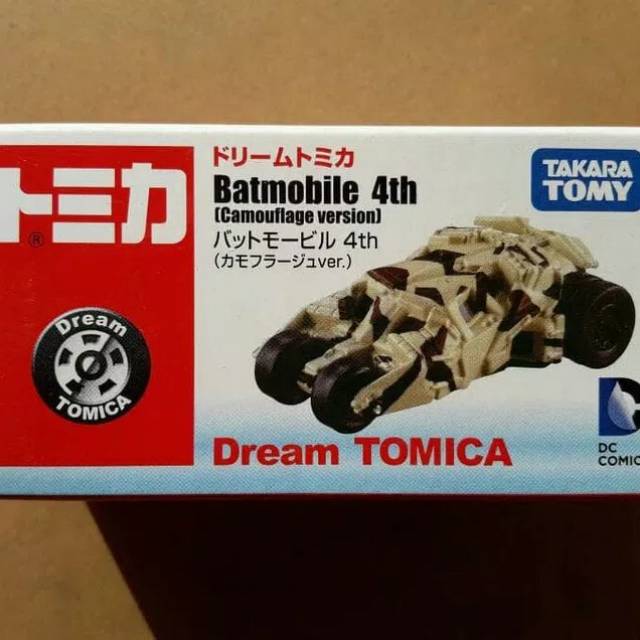 トミカ
®
Dream
TOMICA
ドリームトミカ
Batmobile 4th
(Camouflage version)
バットモービル 4th
(カモフラージュver.)
TAKARA
TOMY
Dream TOMICA
DC
COMIC